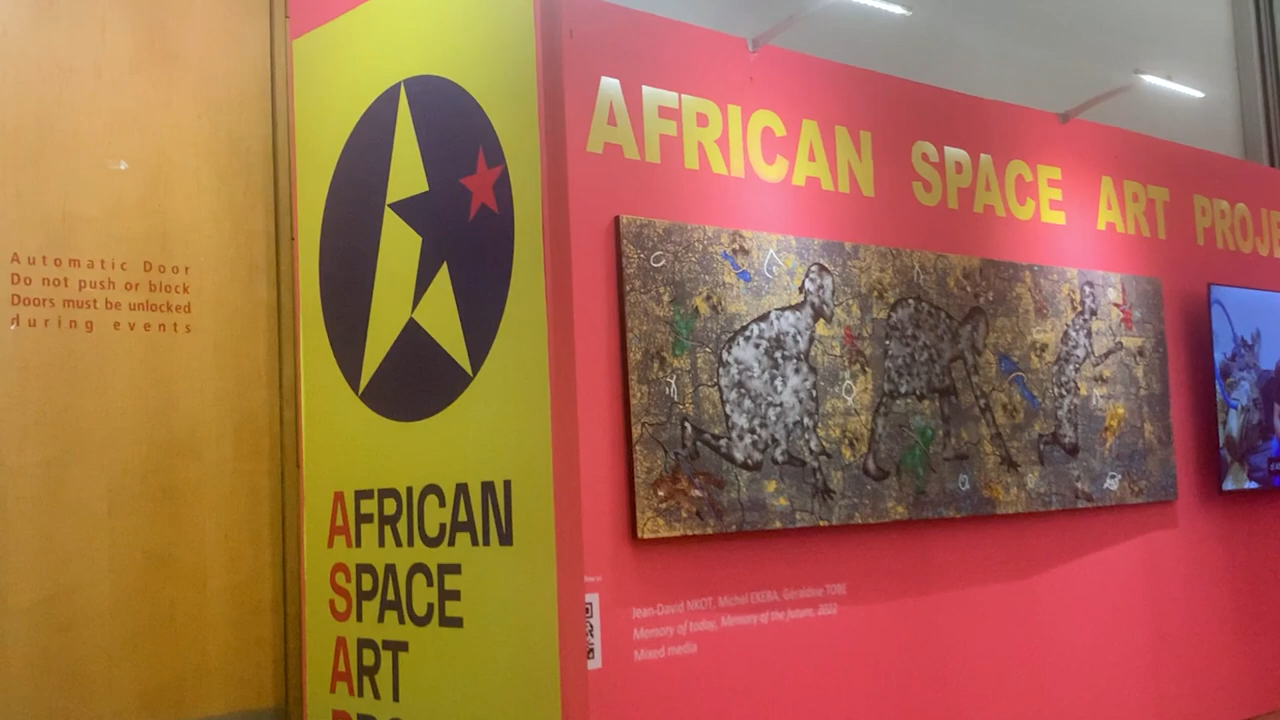 Automatic Door
Do not push or block
Doors must be unlocked
during events
AFRICAN
SPACE
ART
AFRICAN SPACE ART PROJE
Jean-David NKOT, Michel EKEBA, Géraldine TOBE
Memory of today, Memory of the future, 2022
Mixed media